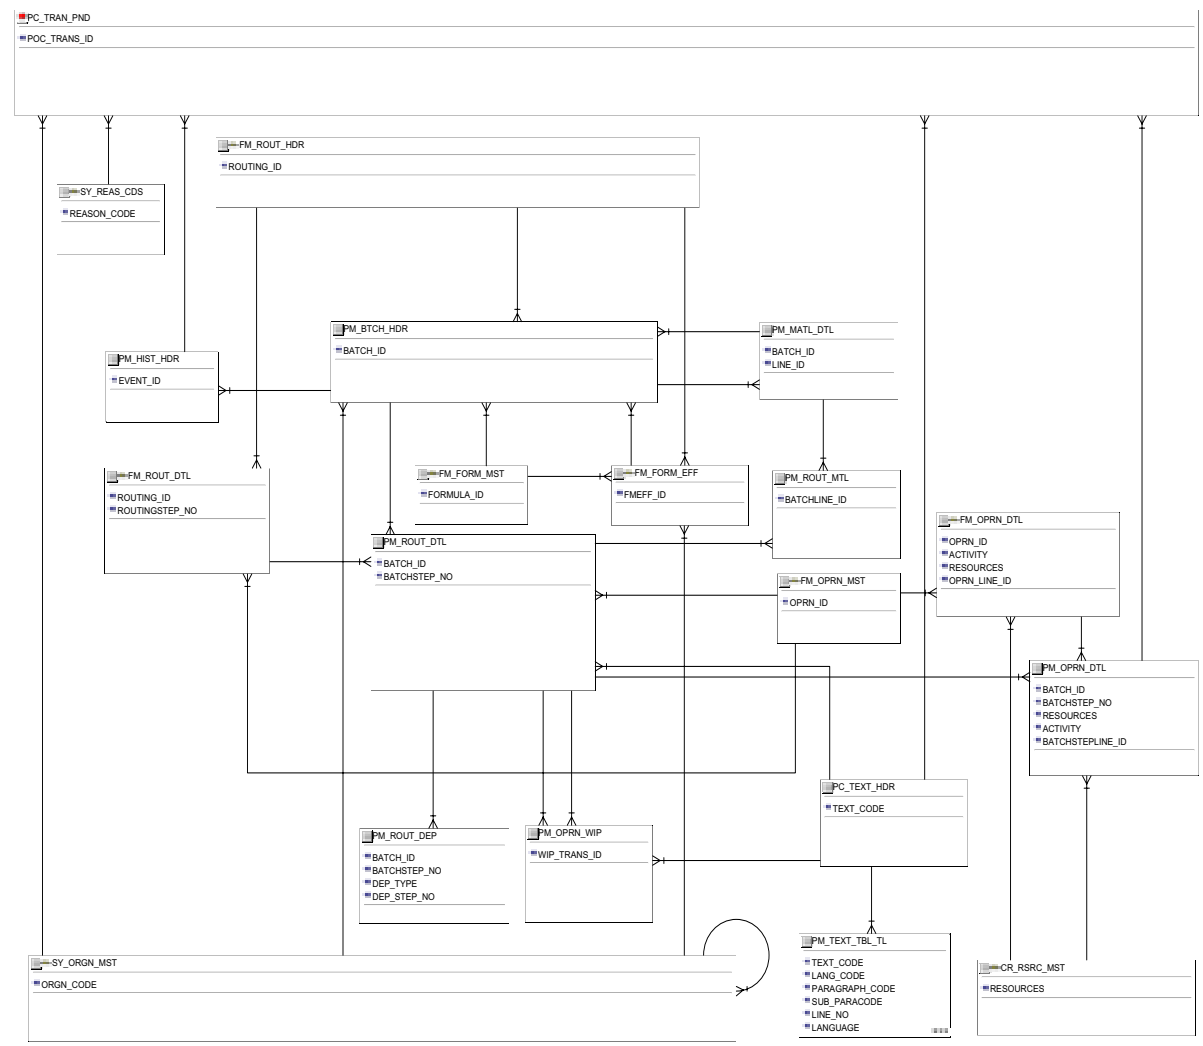 PC_TRAN_PND
POC_TRANS_ID
FM_ROUT_HDR
ROUTING_ID
SY_REAS_CDS
REASON_CODE
PM_BTCH_HDR
BATCH_ID
PM_MATL_DTL
BATCH_ID
LINE_ID
PM_HIST_HDR
EVENT_ID
FM_ROUT_DTL
ROUTING_ID
ROUTINGSTEP_NO
FM_FORM_MST
FORMULA_ID
FM_FORM_EFF
FMEFF_ID
PM_ROUT_MTL
BATCHLINE_ID
FM_OPRN_DTL
OPRN_ID
ACTIVITY
RESOURCES
OPRN_LINE_ID
PM_ROUT_DTL
BATCH_ID
BATCHSTEP_NO
FM_OPRN_MST
OPRN_ID
PM_OPRN_DTL
BATCH_ID
BATCHSTEP_NO
RESOURCES
ACTIVITY
BATCHSTEPLINE_ID
PC_TEXT_HDR
TEXT_CODE
PM_ROUT_DEP
BATCH_ID
BATCHSTEP_NO
DEP_TYPE
DEP_STEP_NO
PM_OPRN_WIP
WIP_TRANS_ID
SY_ORGN_MST
ORGN_CODE
PM_TEXT_TBL_TL
TEXT_CODE
LANG_CODE
PARAGRAPH_CODE
SUB_PARACODE
LINE_NO
LANGUAGE
CR_RSRC_MST
RESOURCES